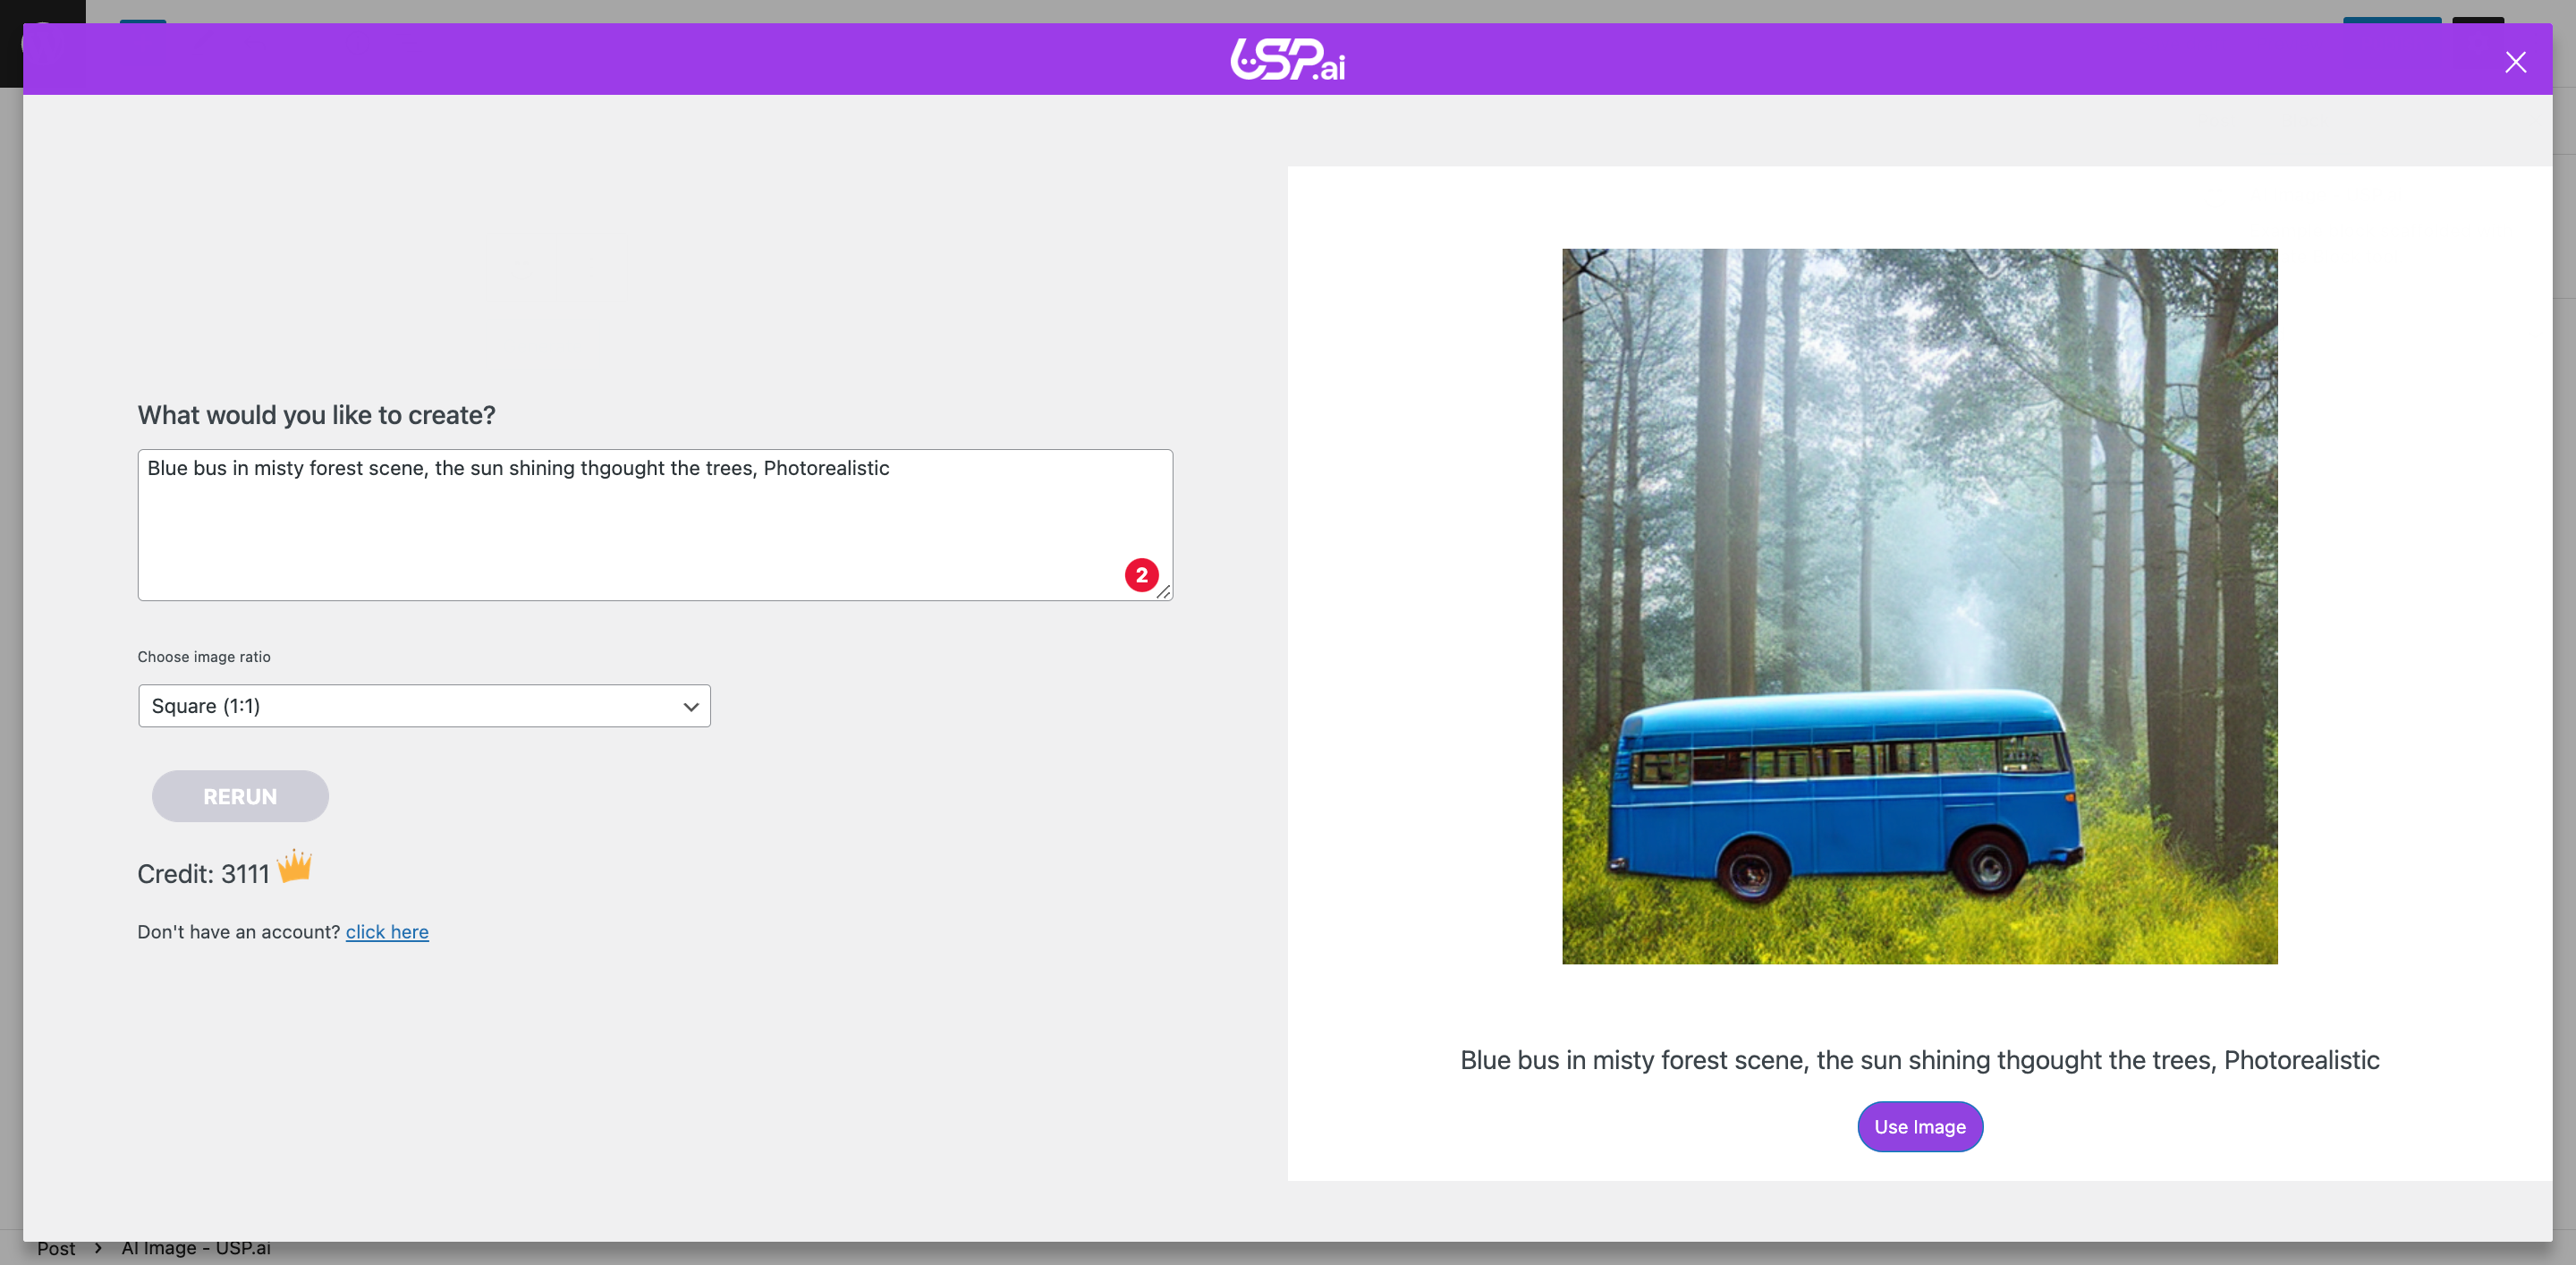 USP.ai
What would you like to create?
Blue bus in misty forest scene, the sun shining thgought the trees, Photorealistic
2
Choose image ratio
Square (1:1)
RERUN
Credit: 3111
Don't have an account? click here
Blue bus in misty forest scene, the sun shining thgought the trees, Photorealistic
Use Image
Post › AI Image - USP.ai